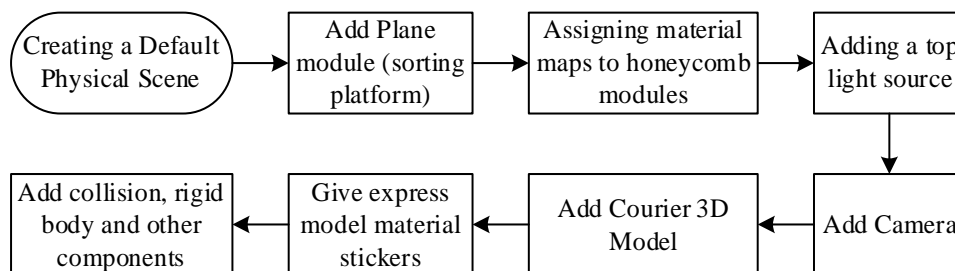 Creating a Default
Physical Scene
Add Plane
module (sorting
platform)
Assigning material
maps to honeycomb
modules
Adding a top
light source
Add Camera
Add Courier 3D
Model
Give express
model material
stickers
Add collision, rigid
body and other
components